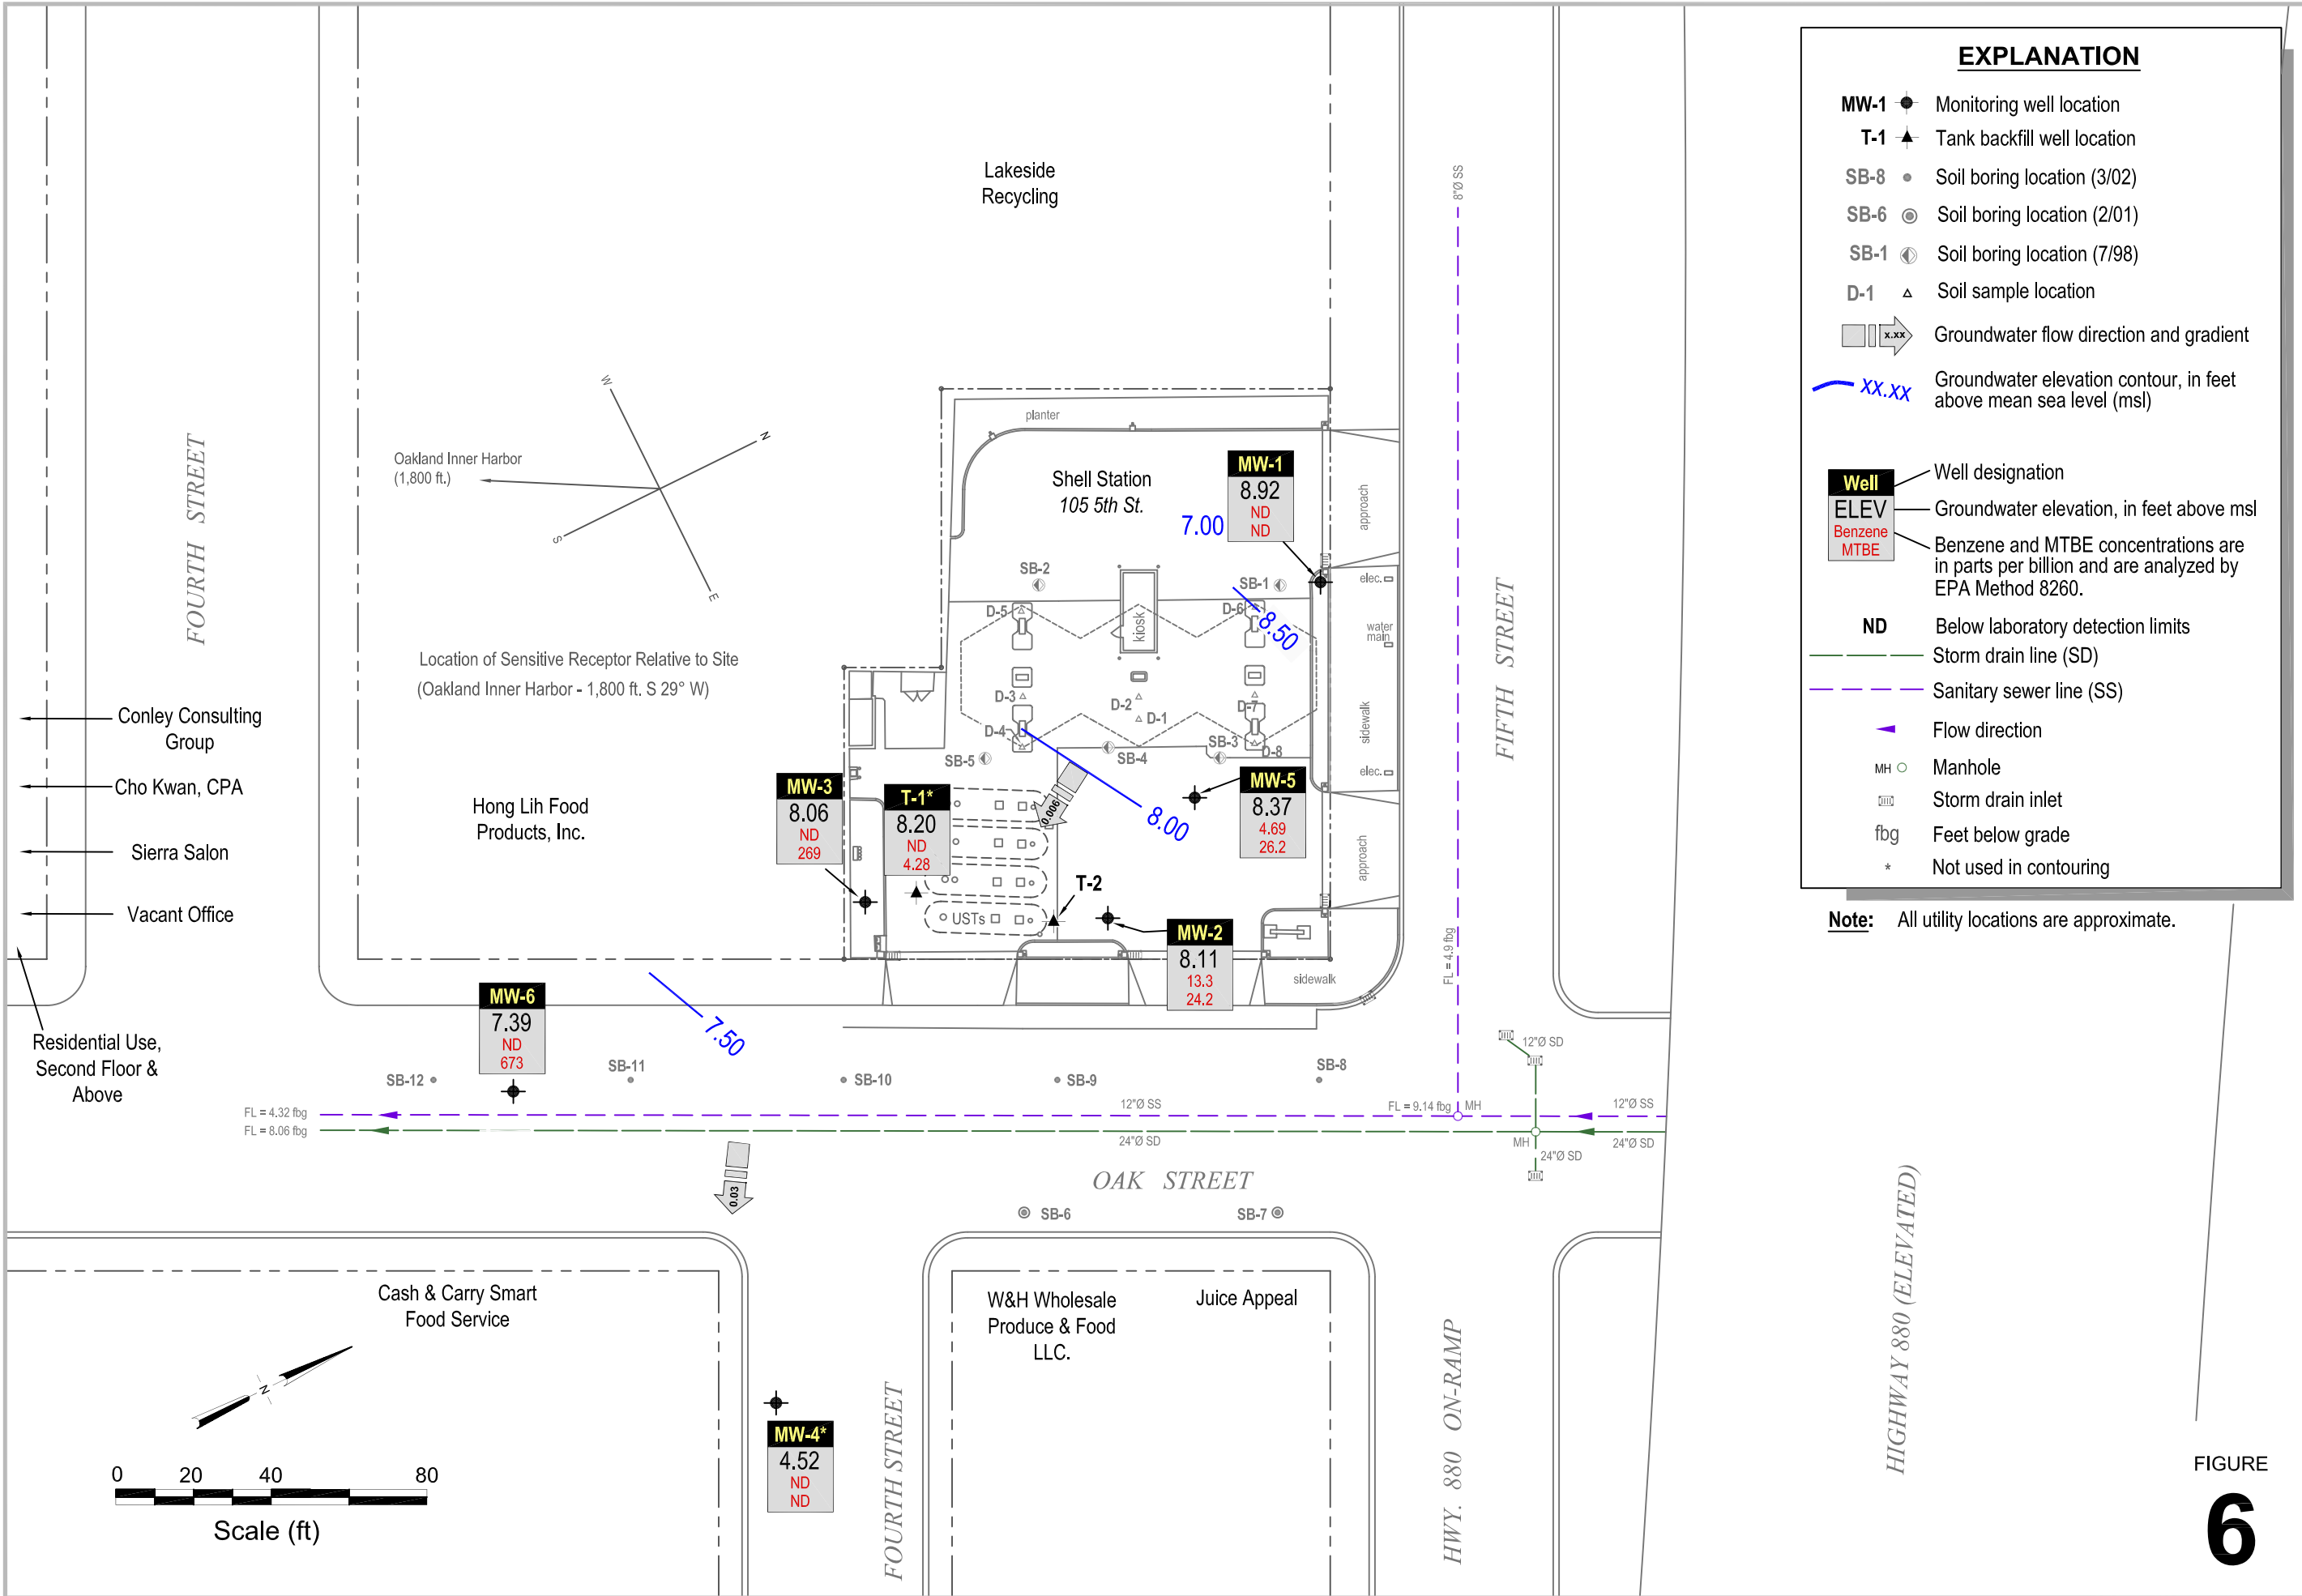 EXPLANATION
MW-1 Monitoring well location
T-1 Tank backfill well location
SB-8 Soil boring location (3/02)
SB-6 Soil boring location (2/01)
SB-1 Soil boring location (7/98)
D-1 Soil sample location
x.xx Groundwater flow direction and gradient
XX.XX Groundwater elevation contour, in feet
above mean sea level (msl)
Well
ELEV
Benzene
MTBE
Well designation
Groundwater elevation, in feet above msl
Benzene and MTBE concentrations are
in parts per billion and are analyzed by
EPA Method 8260.
ND Below laboratory detection limits
Storm drain line (SD)
Sanitary sewer line (SS)
Flow direction
MH Manhole
Storm drain inlet
fbg Feet below grade
* Not used in contouring
Note: All utility locations are approximate.
Lakeside
Recycling
8"Ø SS
planter
Shell Station
105 5th St.
7.00
MW-1
8.92
ND
ND
approach
W
N
S
E
Oakland Inner Harbor
(1,800 ft.)
FOURTH STREET
SB-2
SB-1
elec.
D-5
D-6
kiosk
8.50
water
main
FIFTH STREET
Location of Sensitive Receptor Relative to Site
(Oakland Inner Harbor - 1,800 ft. S 29° W)
D-3
D-2
D-1
D-7
sidewalk
D-4
SB-5
SB-4
SB-3
D-8
elec.
Conley Consulting
Group
Cho Kwan, CPA
Sierra Salon
Vacant Office
Residential Use,
Second Floor &
Above
Hong Lih Food
Products, Inc.
MW-3
8.06
ND
269
T-1*
8.20
ND
4.28
0.006
8.00
MW-5
8.37
4.69
26.2
approach
USTs
T-2
MW-2
8.11
13.3
24.2
sidewalk
FL = 4.9 fbg
MW-6
7.39
ND
673
7.50
SB-12
SB-11
SB-10
SB-9
SB-8
12"Ø SD
FL = 4.32 fbg
12"Ø SS
FL = 9.14 fbg
MH
12"Ø SS
FL = 8.06 fbg
24"Ø SD
MH
24"Ø SD
24"Ø SD
0.03
OAK STREET
SB-6
SB-7
HIGHWAY 880 (ELEVATED)
Cash & Carry Smart
Food Service
W&H Wholesale
Produce & Food
LLC.
Juice Appeal
HWY. 880 ON-RAMP
FOURTH STREET
N
MW-4*
4.52
ND
ND
0 20 40 80
Scale (ft)
FIGURE
6